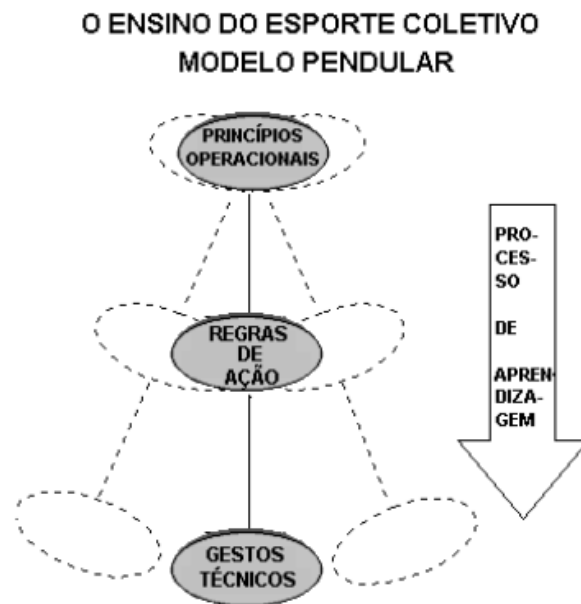 O ENSINO DO ESPORTE COLETIVO
MODELO PENDULAR
PRINCÍPIOS
OPERACIONAIS
REGRAS
DE
AÇÃO
GESTOS
TÉCNICOS
PRO-
CES-
SO
DE
APREN-
DIZA-
GEM